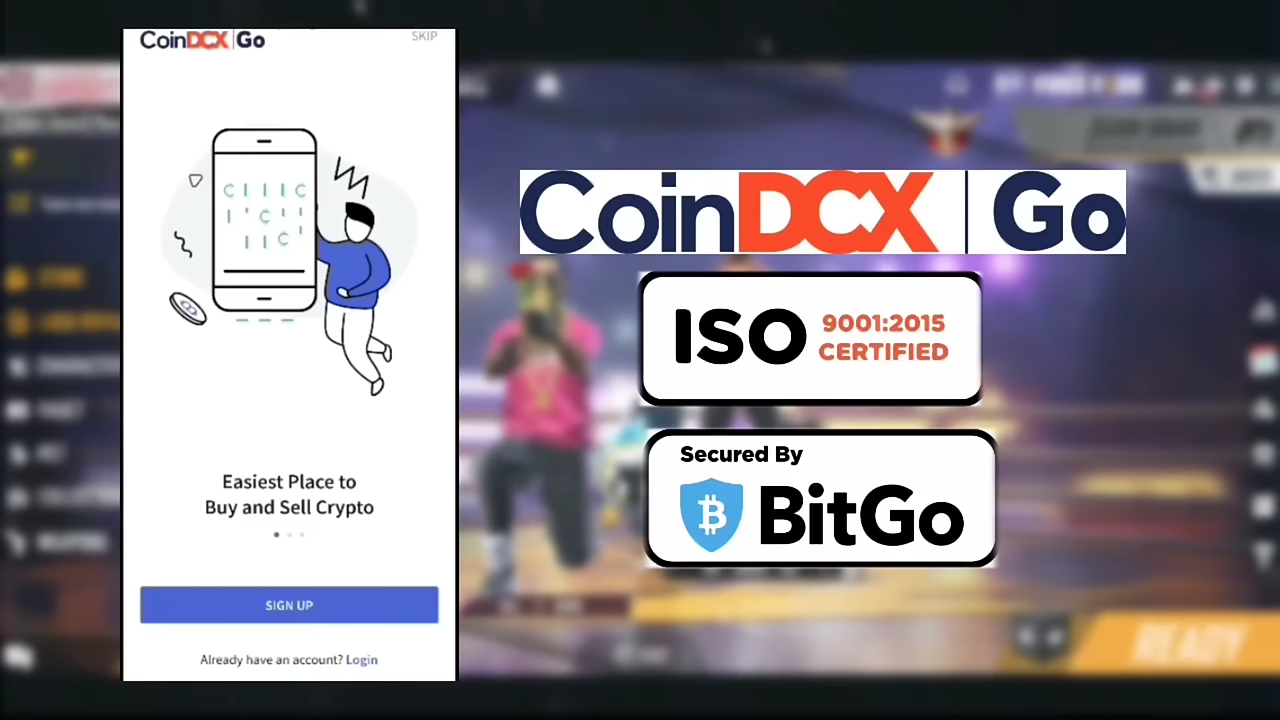 CoinDCX Go
SKIP
Easiest Place to
Buy and Sell Crypto
SIGN UP
Already have an account? Login
CoinDCX Go
ISO 9001:2015
CERTIFIED
Secured By
BitGo
READY